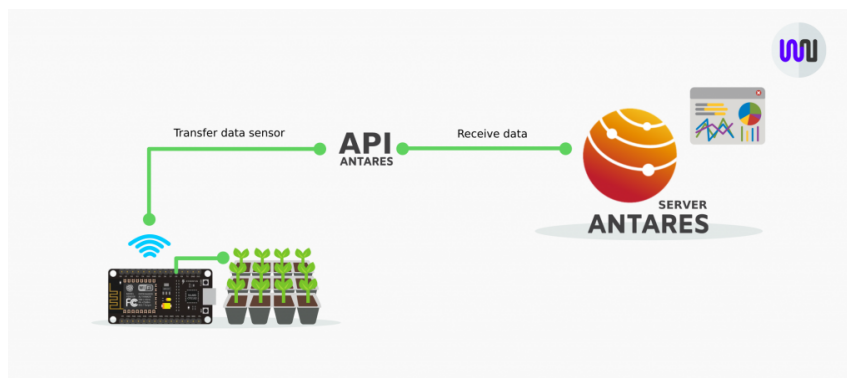 Transfer data sensor
API
ANTARES
Receive data
SERVER
ANTARES